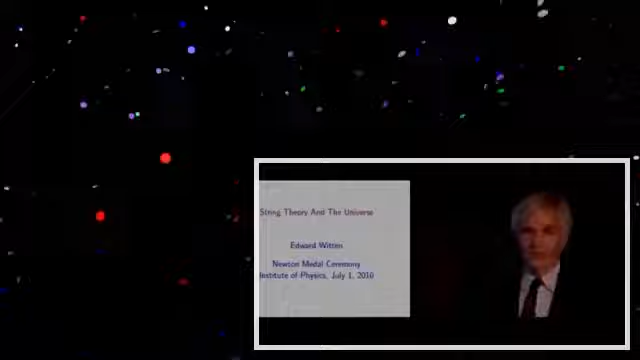 String Theory And The Universe
Edward Witten
Newton Medal Ceremony
Institute of Physics, July 1, 2010